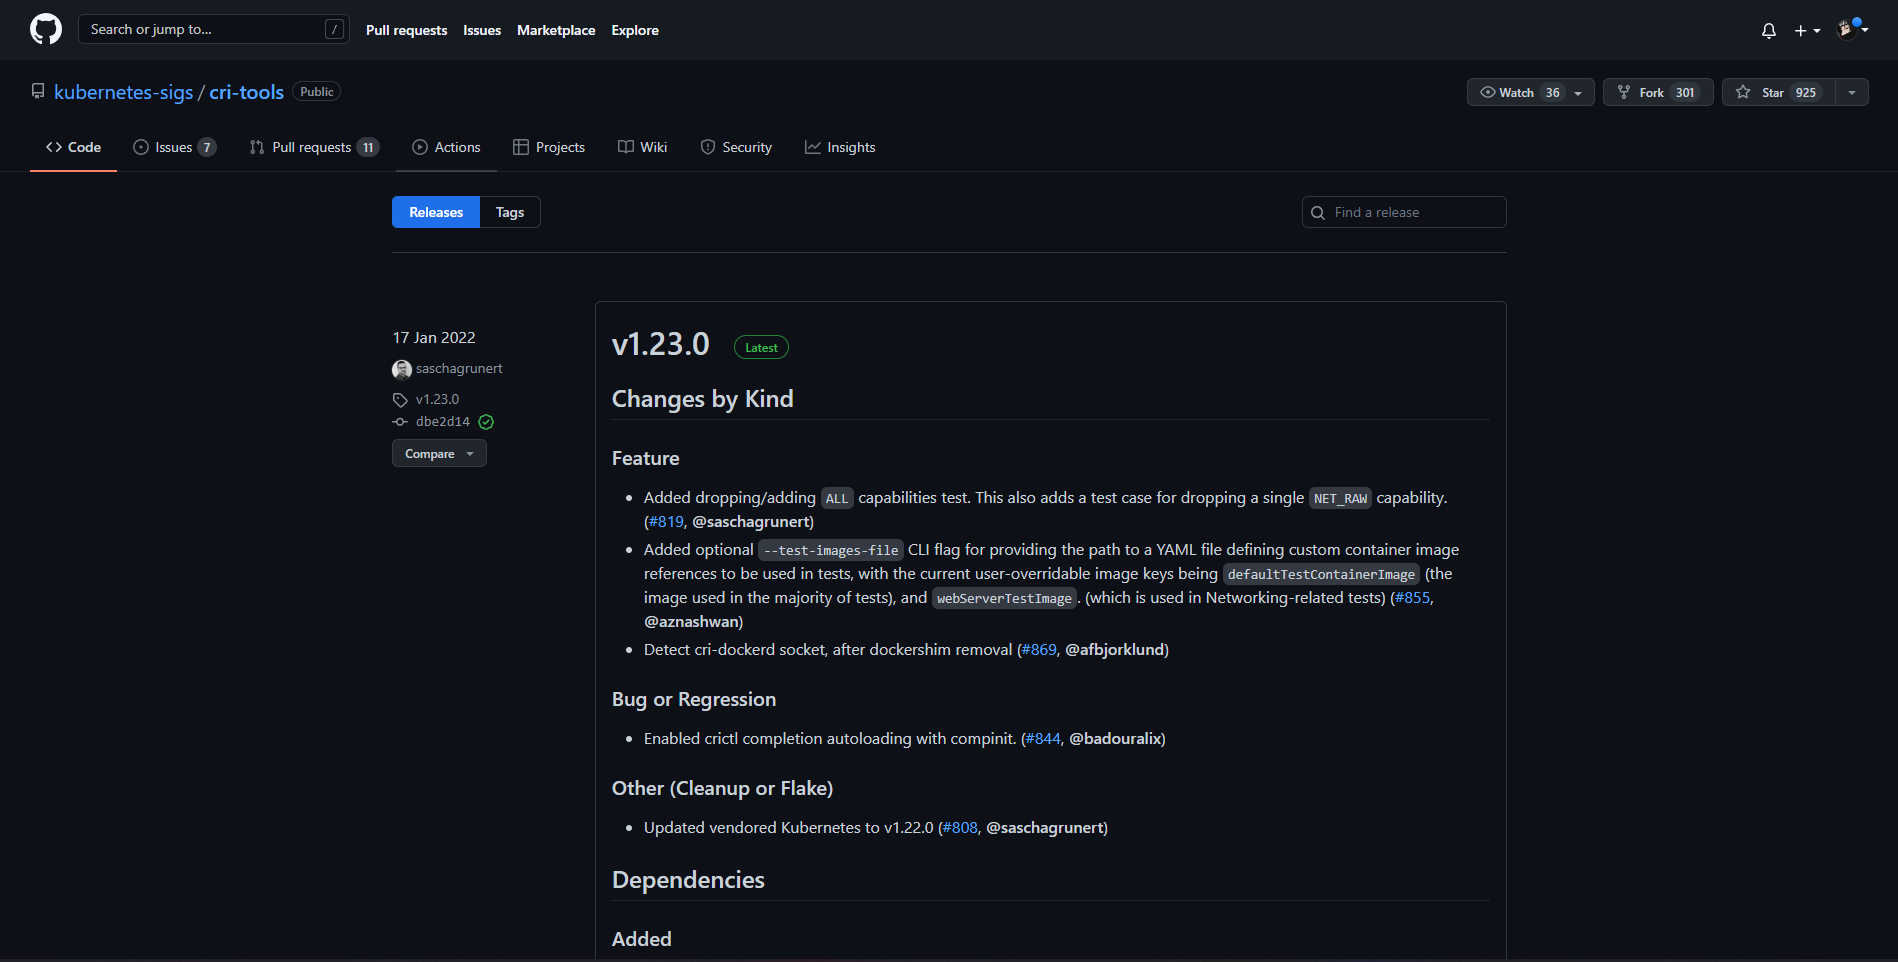 Search or jump to... /
Pull requests Issues Marketplace Explore
kubernetes-sigs / cri-tools Public
Watch 36 Fork 301 Star 925
Code Issues 7 Pull requests 11 Actions Projects Wiki Security Insights
Releases Tags
Find a release
17 Jan 2022
saschagrunert
v1.23.0
dbe2d14
Compare
v1.23.0 Latest
Changes by Kind
Feature
• Added dropping/adding ALL capabilities test. This also adds a test case for dropping a single NET_RAW capability.
(#819, @saschagrunert)
• Added optional --test-images-file CLI flag for providing the path to a YAML file defining custom container image
references to be used in tests, with the current user-overridable image keys being defaultTestContainerImage (the
image used in the majority of tests), and webServerTestImage. (which is used in Networking-related tests) (#855,
@aznashwan)
• Detect cri-dockerd socket, after dockershim removal (#869, @afbjorklund)
Bug or Regression
• Enabled crictl completion autoloading with compinit. (#844, @badouralix)
Other (Cleanup or Flake)
• Updated vendored Kubernetes to v1.22.0 (#808, @saschagrunert)
Dependencies
Added